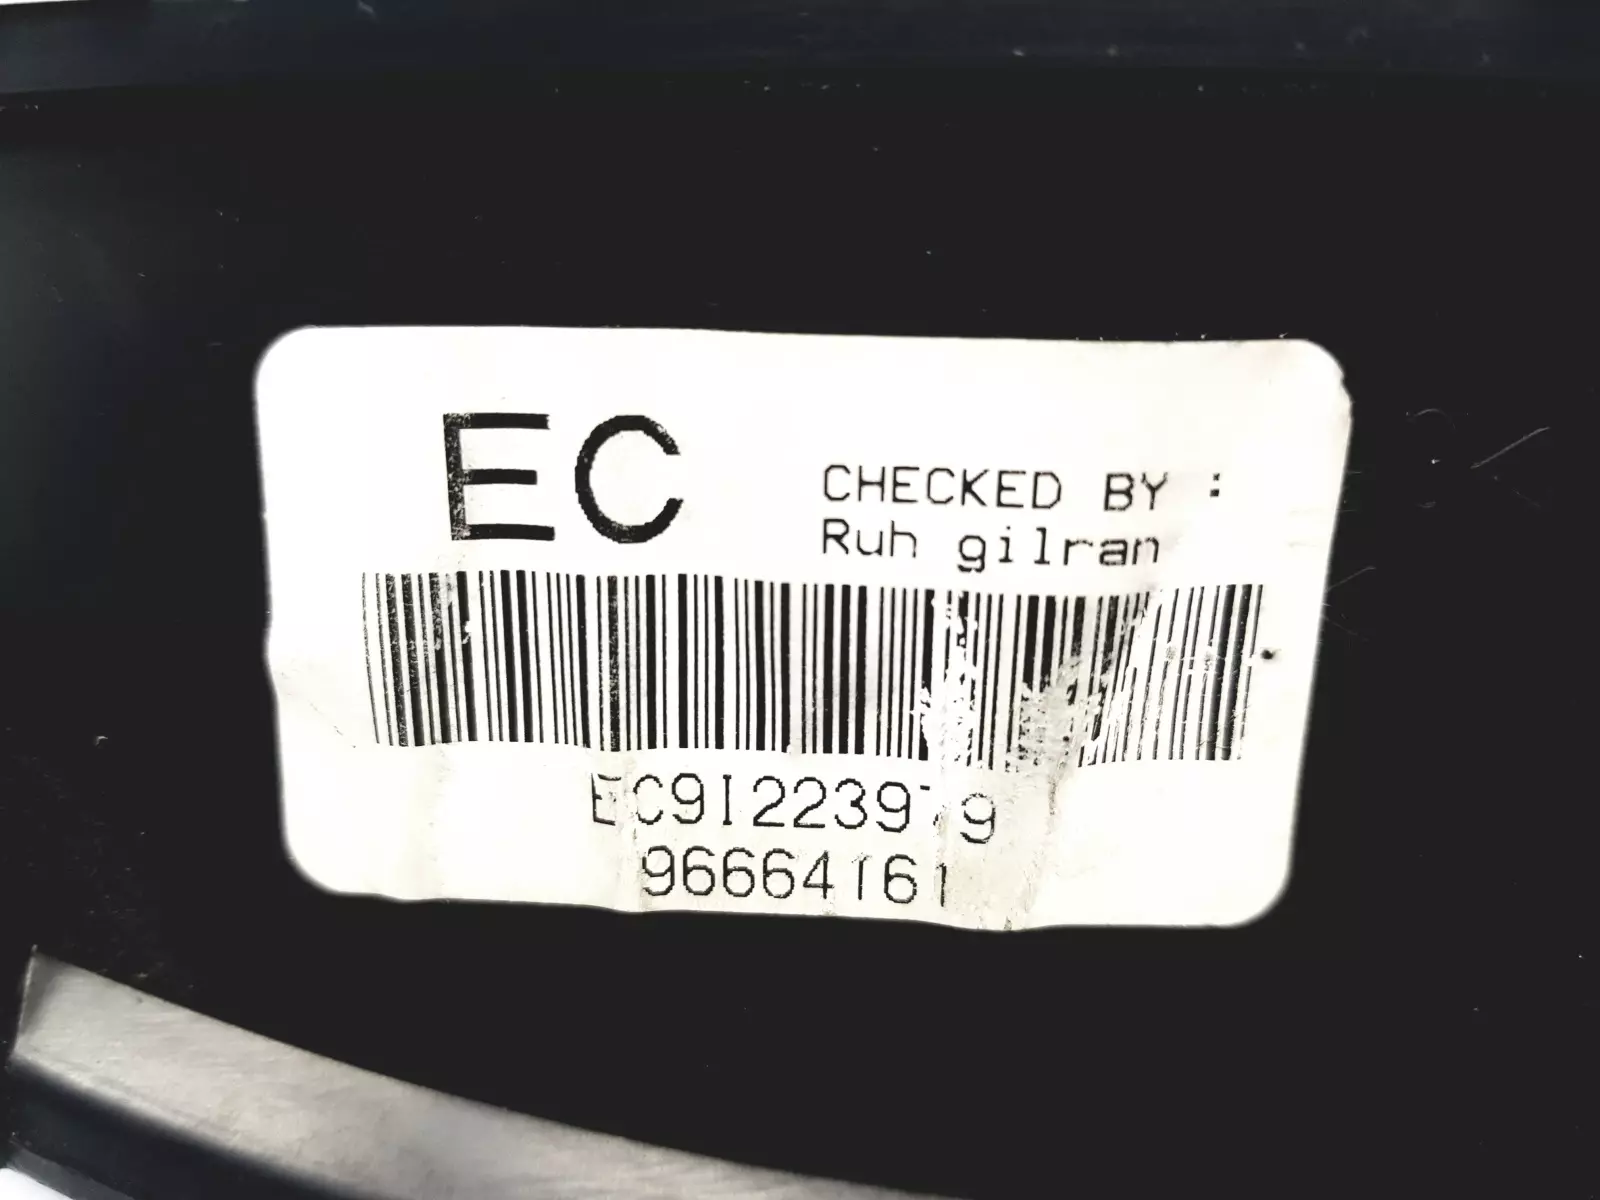 EC
CHECKED BY :
Ruh gilran
EC9I223979
96664161